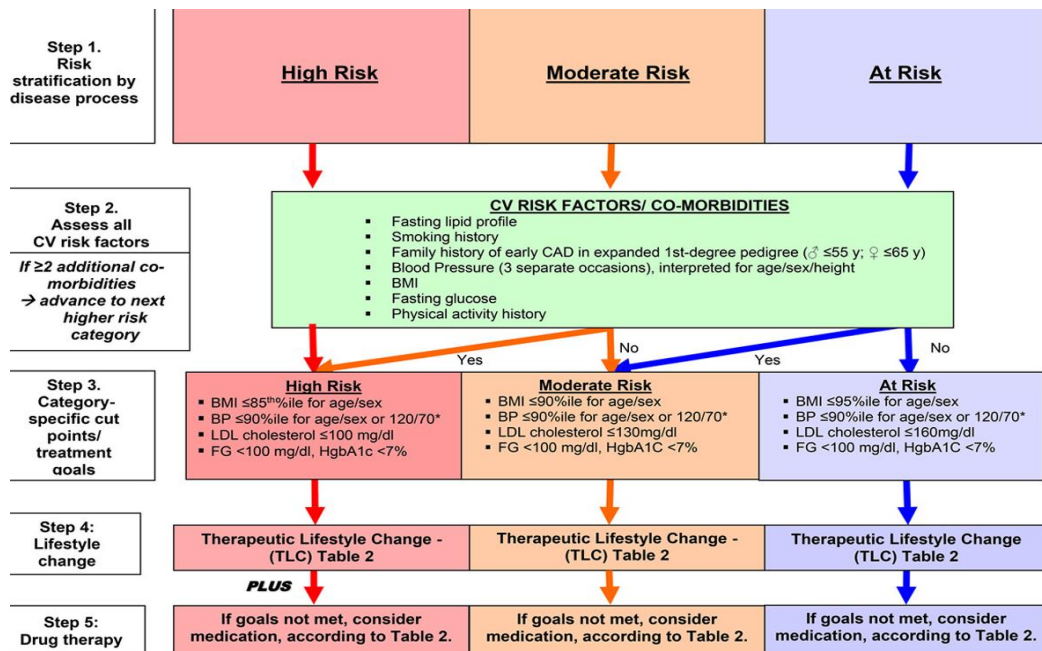 Step 1.
Risk
stratification by
disease process
High Risk
Moderate Risk
At Risk
Step 2.
Assess all
CV risk factors
If ≥2 additional co-
morbidities
→ advance to next
higher risk
category
CV RISK FACTORS/ CO-MORBIDITIES
▪ Fasting lipid profile
▪ Smoking history
▪ Family history of early CAD in expanded 1st-degree pedigree (♂ ≤55 y; ♀ ≤65 y)
▪ Blood Pressure (3 separate occasions), interpreted for age/sex/height
▪ BMI
▪ Fasting glucose
▪ Physical activity history
Yes
No
Yes
No
Step 3.
Category-
specific cut
points/
treatment
goals
High Risk
▪ BMI ≤85th%ile for age/sex
▪ BP ≤90%ile for age/sex or 120/70*
▪ LDL cholesterol ≤100 mg/dl
▪ FG <100 mg/dl, HgbA1c <7%
Moderate Risk
▪ BMI ≤90%ile for age/sex
▪ BP ≤90%ile for age/sex or 120/70*
▪ LDL cholesterol ≤130mg/dl
▪ FG <100 mg/dl, HgbA1C <7%
At Risk
▪ BMI ≤95%ile for age/sex
▪ BP ≤90%ile for age/sex or 120/70*
▪ LDL cholesterol ≤160mg/dl
▪ FG <100 mg/dl, HgbA1C <7%
Step 4:
Lifestyle
change
Therapeutic Lifestyle Change -
(TLC) Table 2
Therapeutic Lifestyle Change -
(TLC) Table 2
Therapeutic Lifestyle Change
(TLC) Table 2
PLUS
Step 5:
Drug therapy
If goals not met, consider
medication, according to Table 2.
If goals not met, consider
medication, according to Table 2.
If goals not met, consider
medication, according to Table 2.